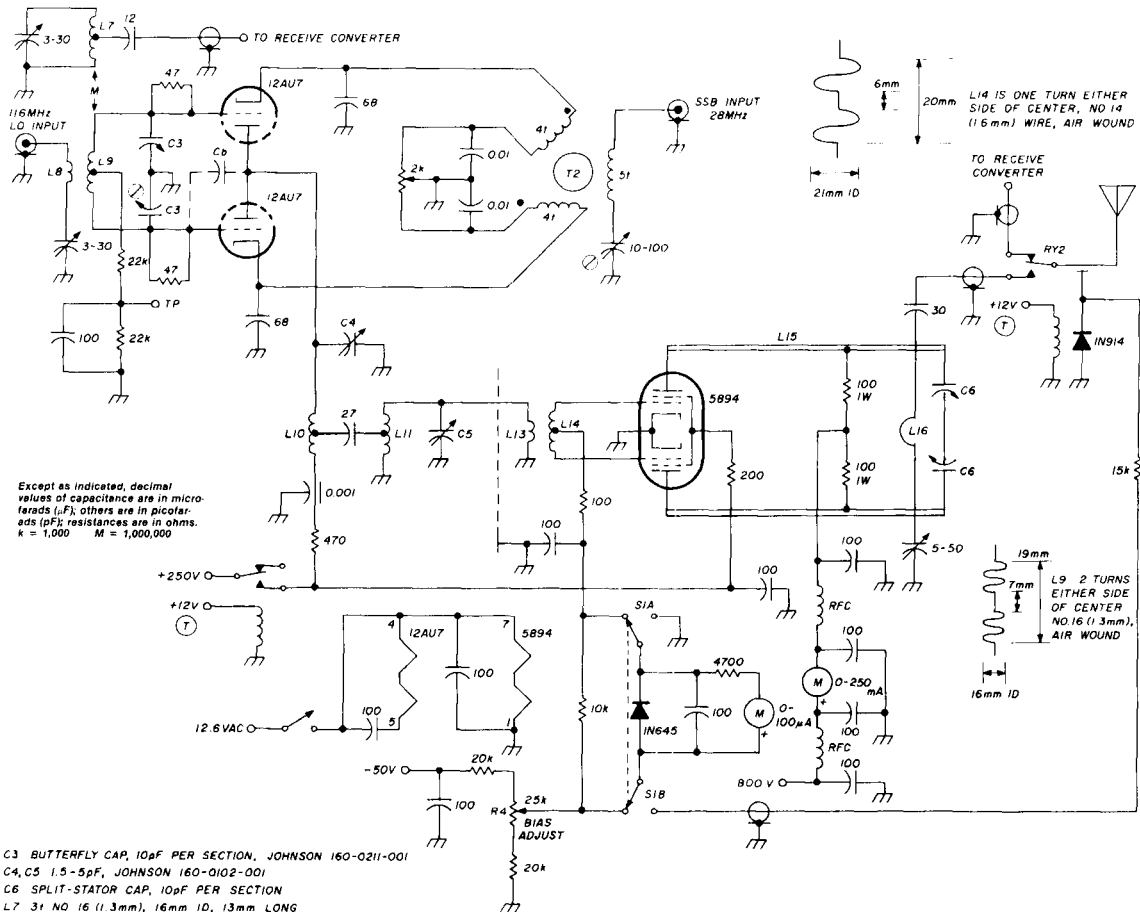 L7
12
3-30
TO RECEIVE CONVERTER
M
47
12AU7
68
116MHz
LO INPUT
L8
L9
C3
C3
C6
12AU7
3-30
22k
47
TP
100
22k
68
2k
0.01
0.01
4t
T2
4t
5t
SSB INPUT
28MHz
10-100
6mm
20mm
21mm ID
L14 IS ONE TURN EITHER
SIDE OF CENTER, NO 14
(1.6mm) WIRE, AIR WOUND
TO RECEIVE
CONVERTER
RY2
30
+12V
T
IN914
C4
L15
5894
27
L10
L11
C5
L13
L14
100
1W
100
1W
C6
L16
C6
15k
0.001
200
100
470
100
100
100
5-50
Except as indicated, decimal
values of capacitance are in micro-
farads (µF); others are in picofar-
ads (pF); resistances are in ohms.
k = 1,000 M = 1,000,000
+250V
+12V
T
19mm
7mm
16mm ID
L9 2 TURNS
EITHER SIDE
OF CENTER
NO.16 (1.3mm),
AIR WOUND
RFC
100
M
0-250
mA
+
100
RFC
100
800V
S1A
4700
10k
IN645
100
M
0-
100µA
+
S1B
4
12AU7
5
7
5894
1
100
100
12.6VAC
-50V
20k
100
R4
25k
BIAS
ADJUST
20k
C3 BUTTERFLY CAP, 10pF PER SECTION, JOHNSON 160-0211-001
C4,C5 1.5-5pF, JOHNSON 160-0102-001
C6 SPLIT-STATOR CAP, 10pF PER SECTION
L7 3t NO 16 (1.3mm), 16mm ID, 13mm LONG